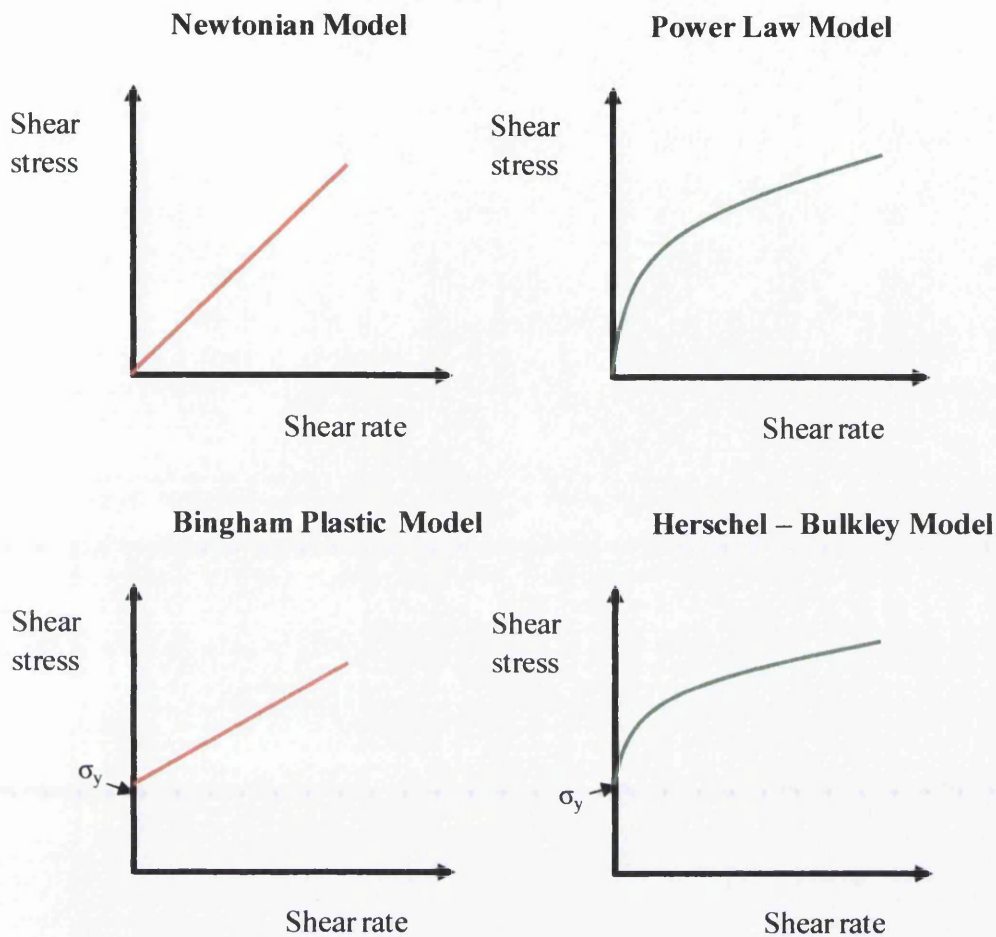 Newtonian Model
Shear
stress
Shear rate
Power Law Model
Shear
stress
Shear rate
Bingham Plastic Model
Shear
stress
σy
Shear rate
Herschel – Bulkley Model
Shear
stress
σy
Shear rate